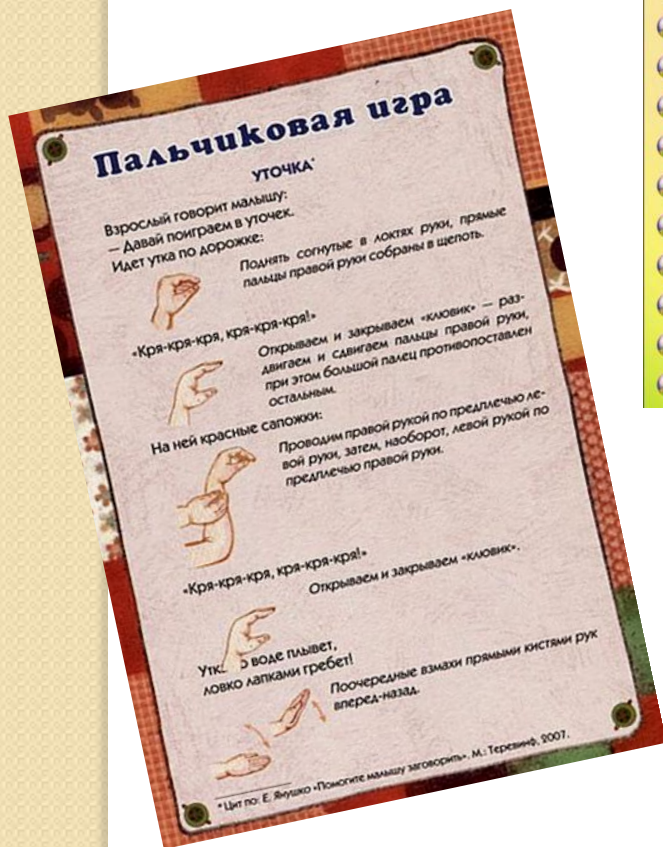 Пальчиковая игра
УТОЧКА*
Взрослый говорит малышу:
— Давай поиграем в уточек.
Идет утка по дорожке:
Поднять согнутые в локтях руки, прямые
пальцы правой руки собраны в щепоть.
«Кря-кря-кря, кря-кря-кря!»
Открываем и закрываем «клювик» — раз-
двигаем и сдвигаем пальцы правой руки,
при этом большой палец противопоставлен
остальным.
На ней красные сапожки:
Проводим правой рукой по предплечью ле-
вой руки, затем, наоборот, левой рукой по
предплечью правой руки.
«Кря-кря-кря, кря-кря-кря!»
Открываем и закрываем «клювик».
воде плывет,
ловко лапками гребет!
Поочередные взмахи прямыми кистями рук
вперед-назад.
* Цит по: Е. Янушко «Помогите малышу заговорить». М.: Теревинф, 2007.